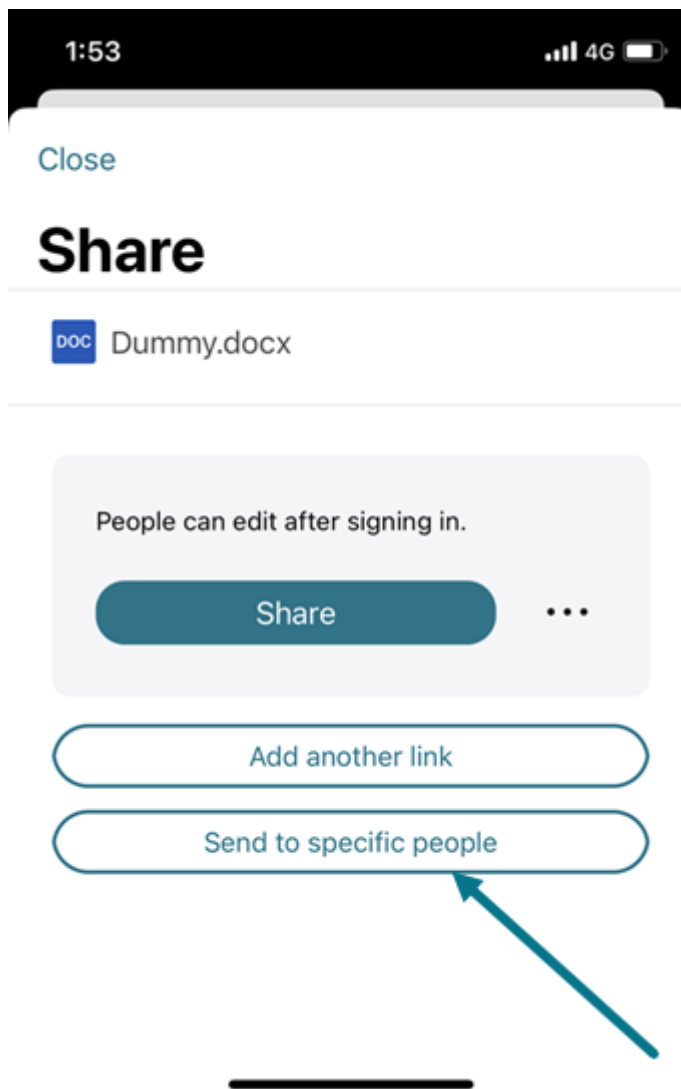 1:53
4G
Close
Share
DOC Dummy.docx
People can edit after signing in.
Share
Add another link
Send to specific people